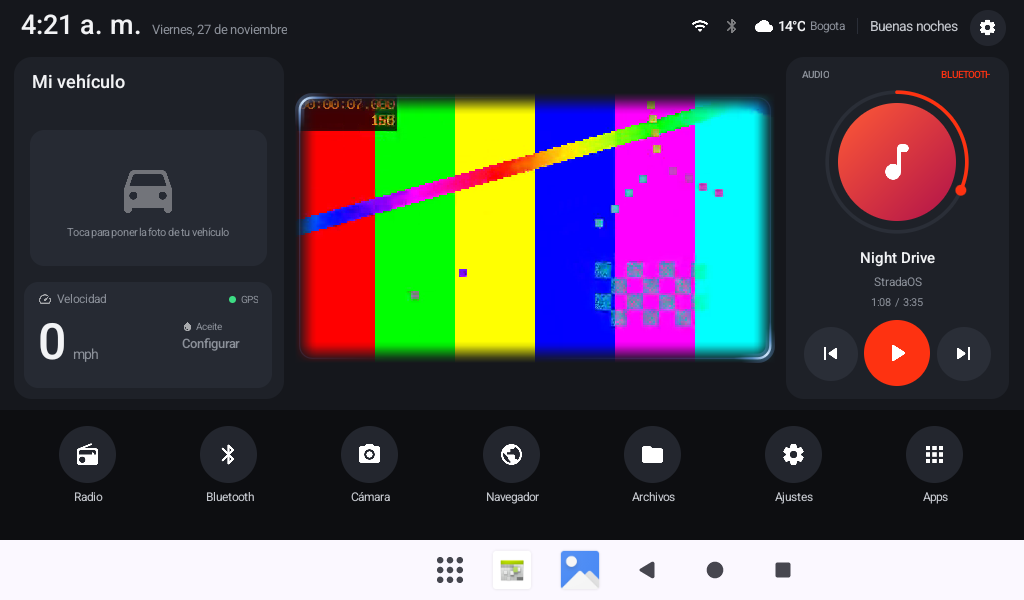 4:21 a. m.
Viernes, 27 de noviembre
14°C Bogota
Buenas noches
Mi vehículo
Toca para poner la foto de tu vehículo
Velocidad
GPS
0 mph
Aceite
Configurar
0:00:07.000
AUDIO
BLUETOOTH
Night Drive
StradaOS
1:08 / 3:35
Radio
Bluetooth
Cámara
Navegador
Archivos
Ajustes
Apps